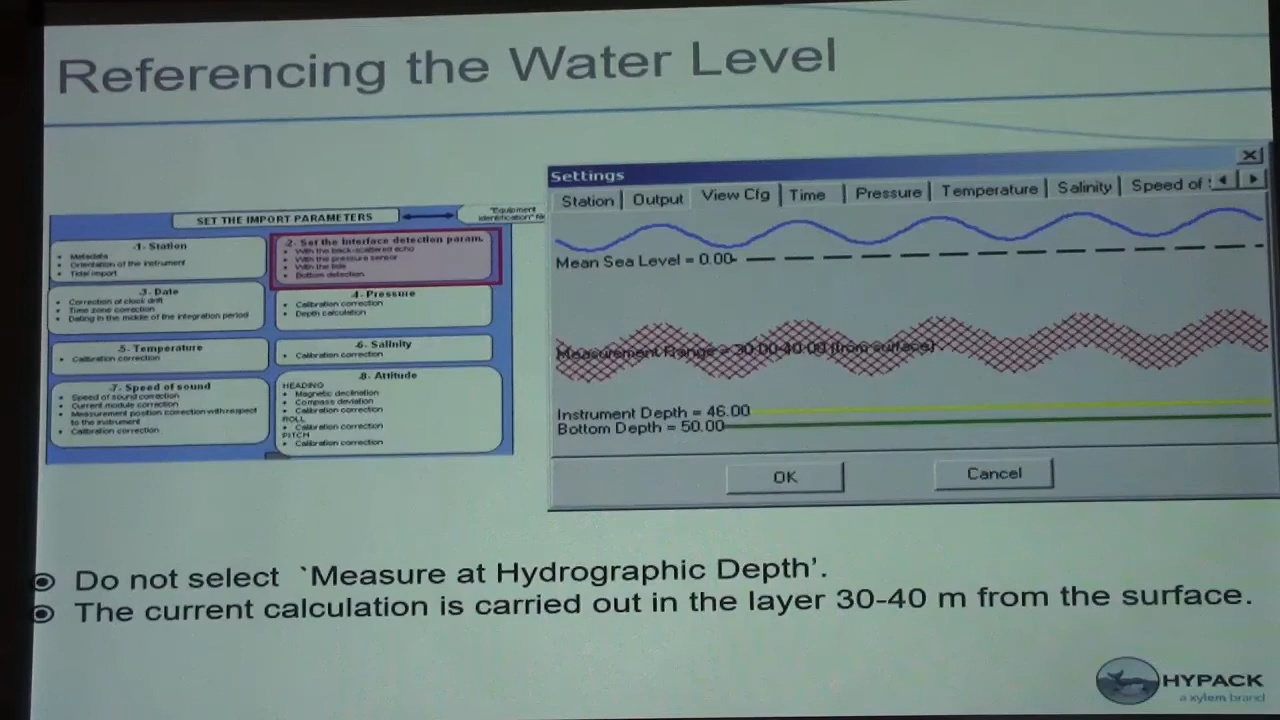 Referencing the Water Level
SET THE IMPORT PARAMETERS
"Equipment
identification" file
-1- Station
Metadata
Orientation of the instrument
Tidal import
-2- Set the interface detection param.
With the back-scattered echo
With the pressure sensor
With the tide
Bottom detection
-3- Date
Correction of clock drift
Time zone correction
Dating in the middle of the integration period
-4- Pressure
Calibration correction
Depth calculation
-5- Temperature
Calibration correction
-6- Salinity
Calibration correction
-7- Speed of sound
Speed of sound correction
Current module correction
Measurement position correction with respect
to the instrument
Calibration correction
-8- Attitude
HEADING
Magnetic declination
Compass deviation
Calibration correction
ROLL
Calibration correction
PITCH
Calibration correction
Settings
Station Output View Cfg Time Pressure Temperature Salinity Speed of
Mean Sea Level = 0.00
Measurement Range = 30.00-40.00 (from surface)
Instrument Depth = 46.00
Bottom Depth = 50.00
OK Cancel
Do not select `Measure at Hydrographic Depth'.
The current calculation is carried out in the layer 30-40 m from the surface.
HYPACK
a xylem brand